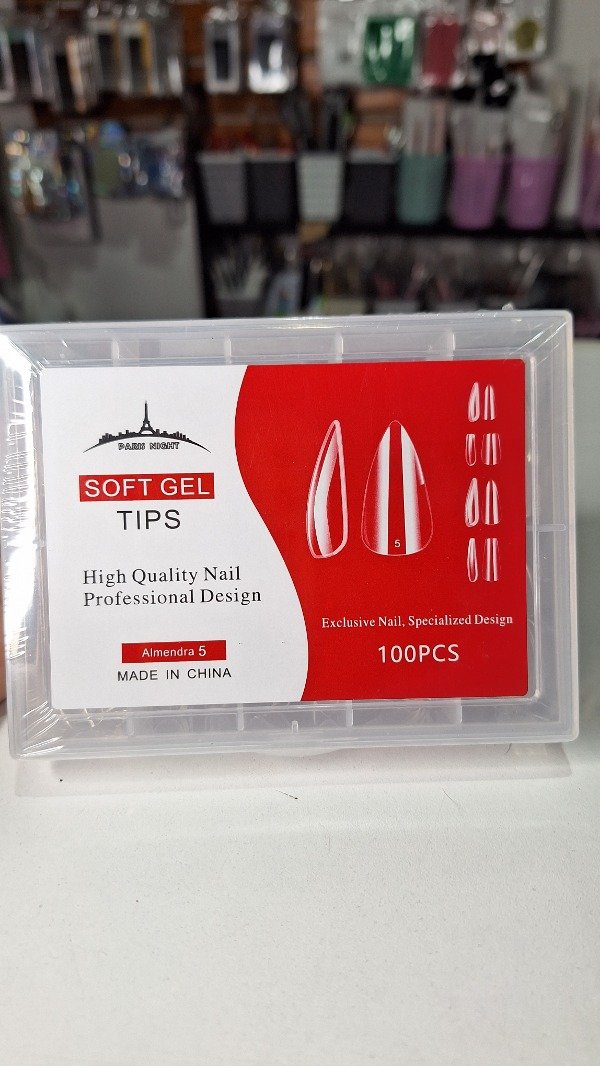 PARIS NIGHT
SOFT GEL
TIPS
High Quality Nail
Professional Design
Almendra 5
MADE IN CHINA
5
Exclusive Nail, Specialized Design
100PCS